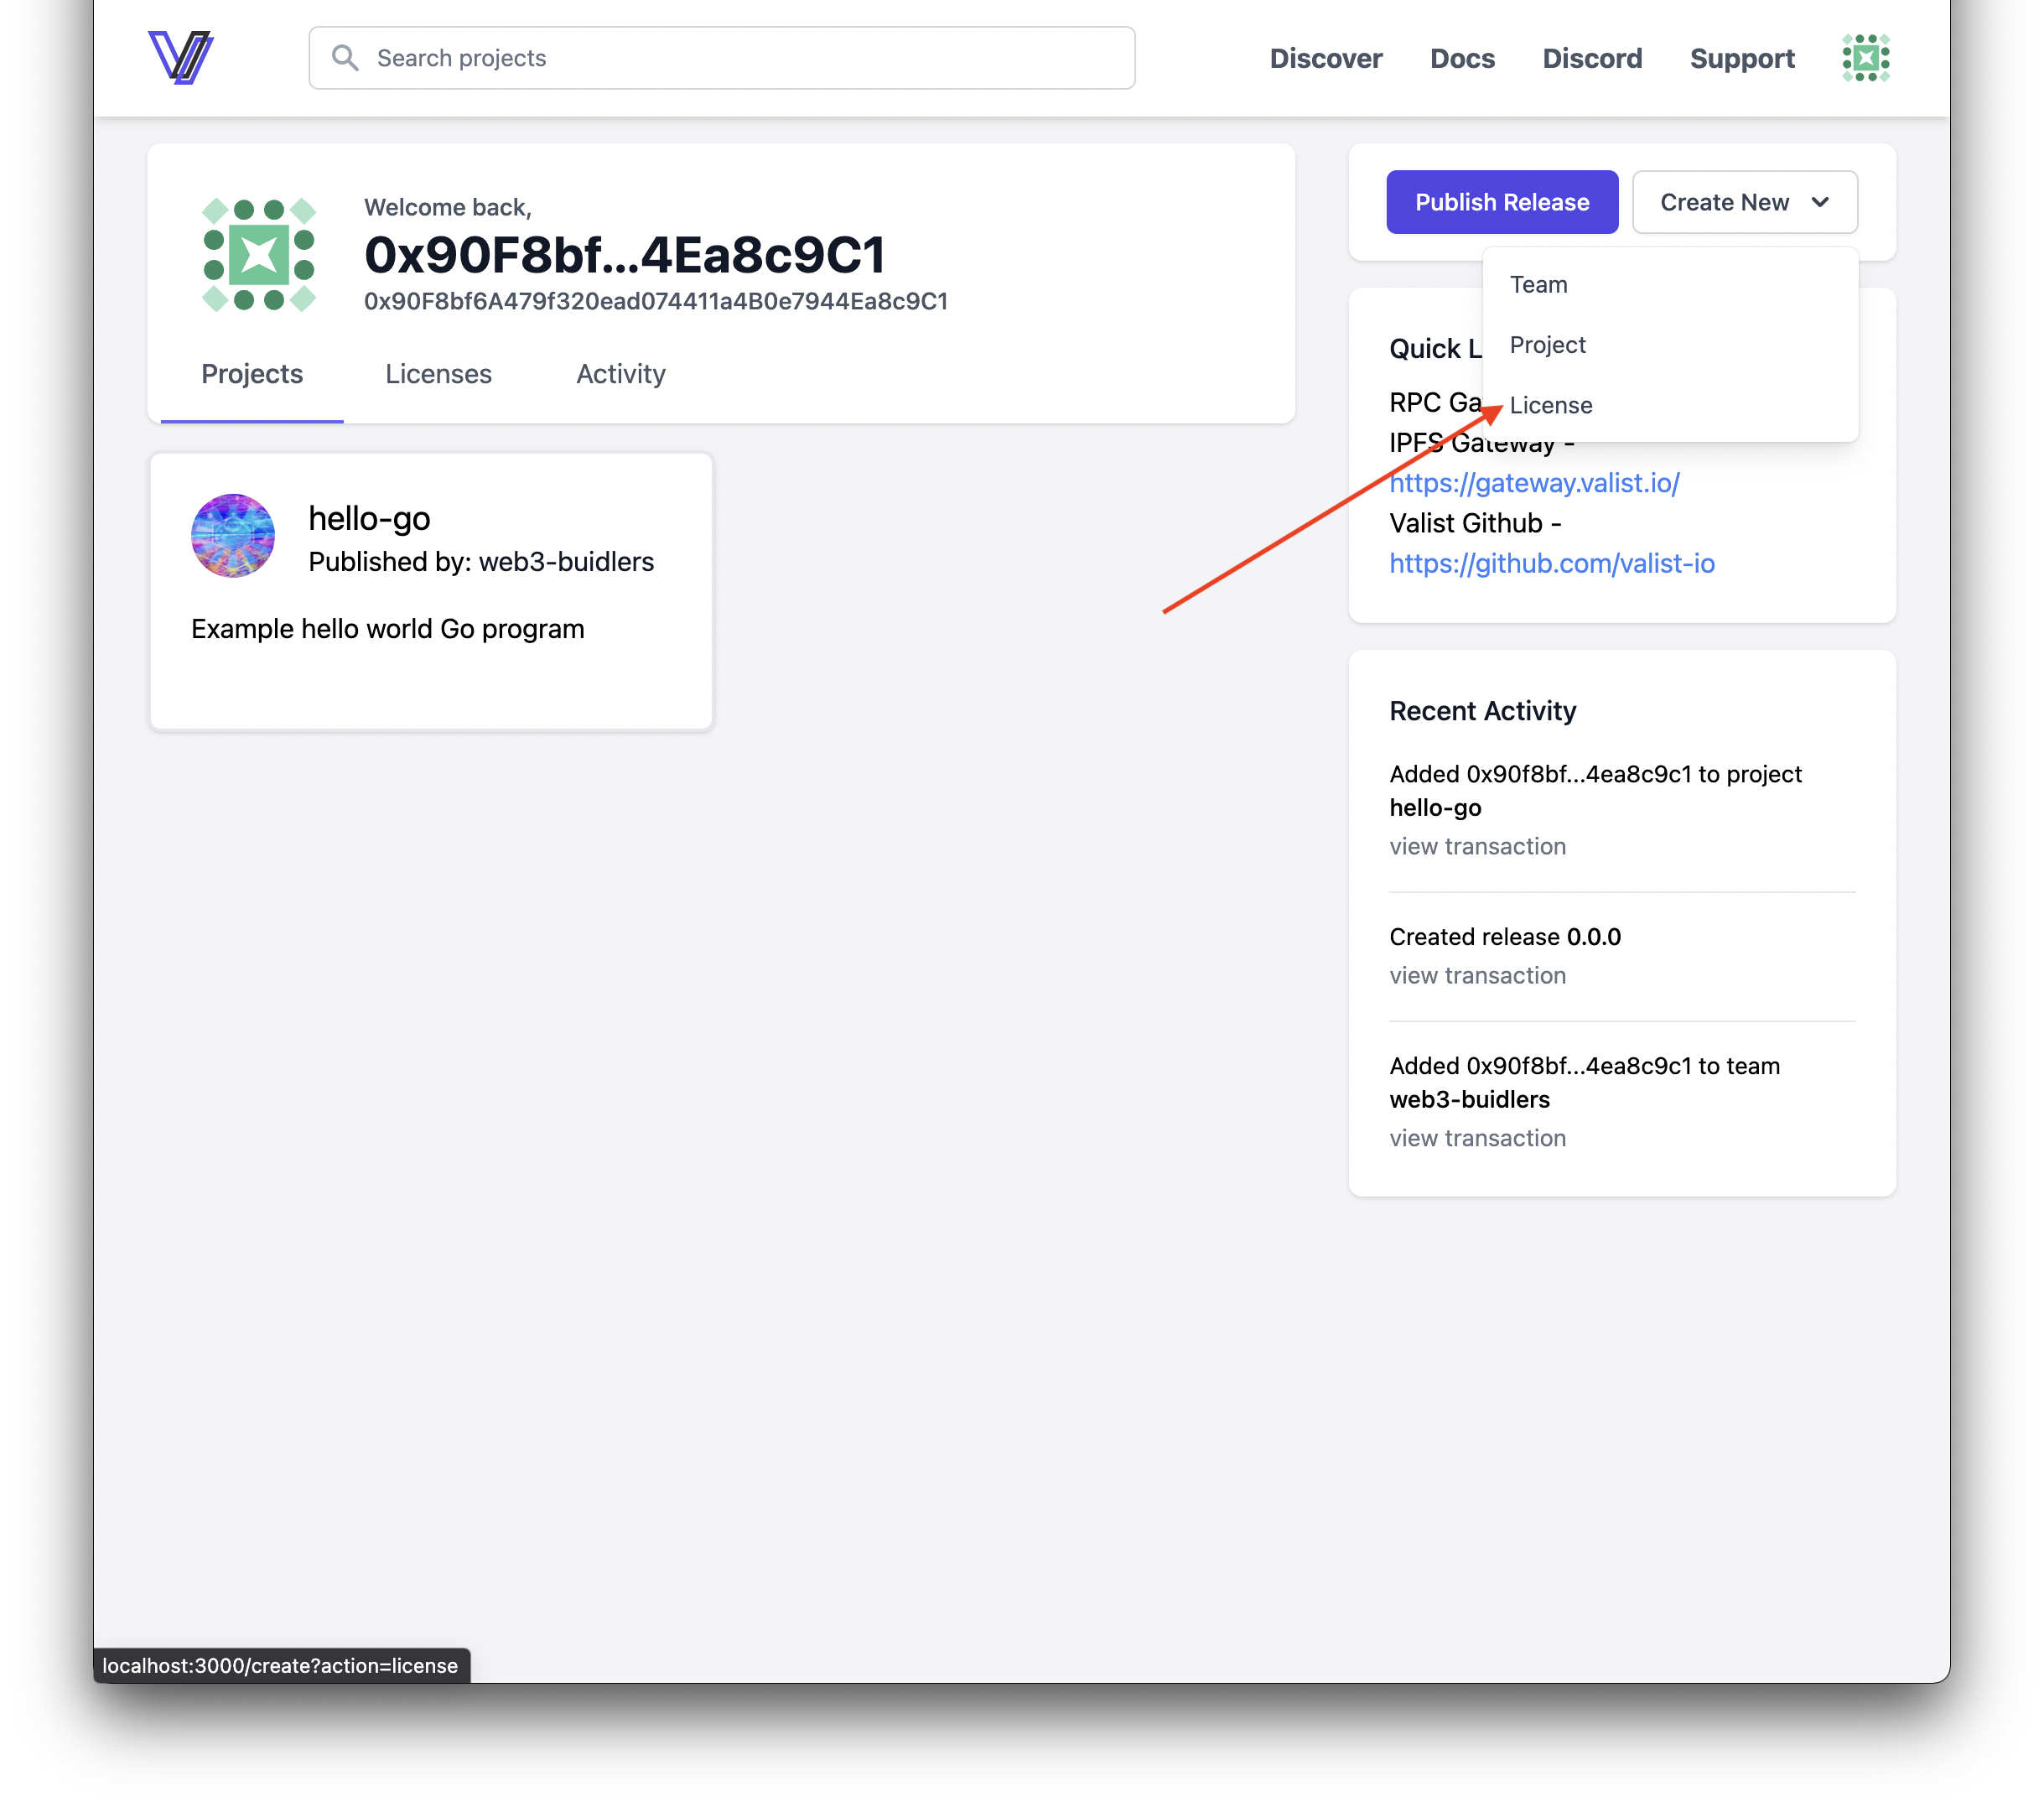 Search projects
Discover
Docs
Discord
Support
Welcome back,
0x90F8bf...4Ea8c9C1
0x90F8bf6A479f320ead074411a4B0e7944Ea8c9C1
Projects
Licenses
Activity
hello-go
Published by: web3-buidlers
Example hello world Go program
Publish Release
Create New
Team
Project
License
Quick
RPC
IPFS Gateway -
https://gateway.valist.io/
Valist Github -
https://github.com/valist-io
Recent Activity
Added 0x90f8bf...4ea8c9c1 to project
hello-go
view transaction
Created release 0.0.0
view transaction
Added 0x90f8bf...4ea8c9c1 to team
web3-buidlers
view transaction
localhost:3000/create?action=license